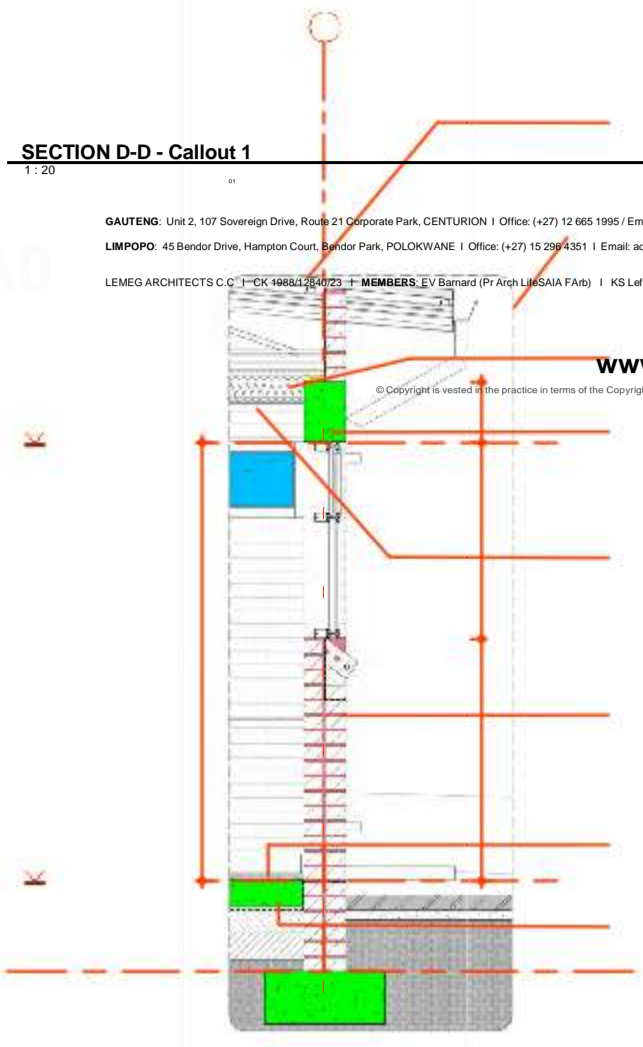 SECTION D-D - Callout 1
1 : 20
01
GAUTENG: Unit 2, 107 Sovereign Drive, Route 21 Corporate Park, CENTURION I Office: (+27) 12 665 1995 / Em
LIMPOPO: 45 Bendor Drive, Hampton Court, Bendor Park, POLOKWANE I Office: (+27) 15 296 4351 I Email: ad
LEMEG ARCHITECTS C.C I CK 1988/12840/23 I MEMBERS: EV Barnard (Pr Arch LifeSAIA FArb) I KS Lef
www
© Copyright is vested in the practice in terms of the Copyrigh